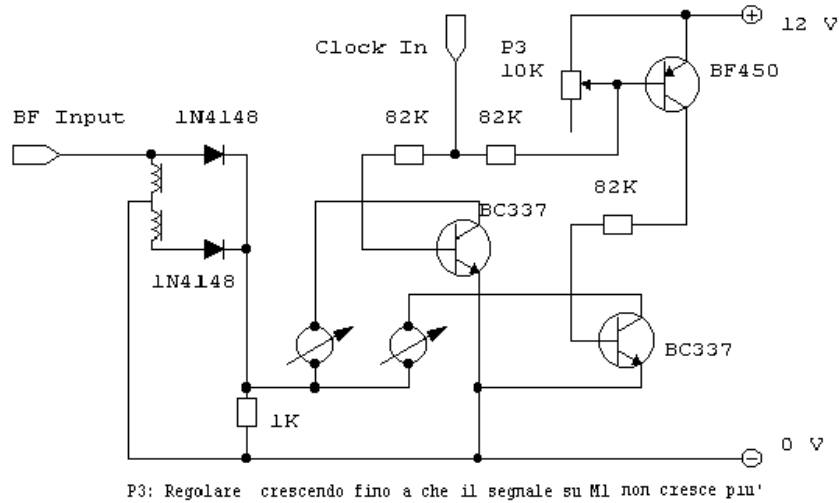 12 V
Clock In
P3
10K
BF450
BF Input
1N4148
82K
82K
82K
BC337
1N4148
BC337
1K
0 V
P3: Regolare crescendo fino a che il segnale su M1 non cresce piu'